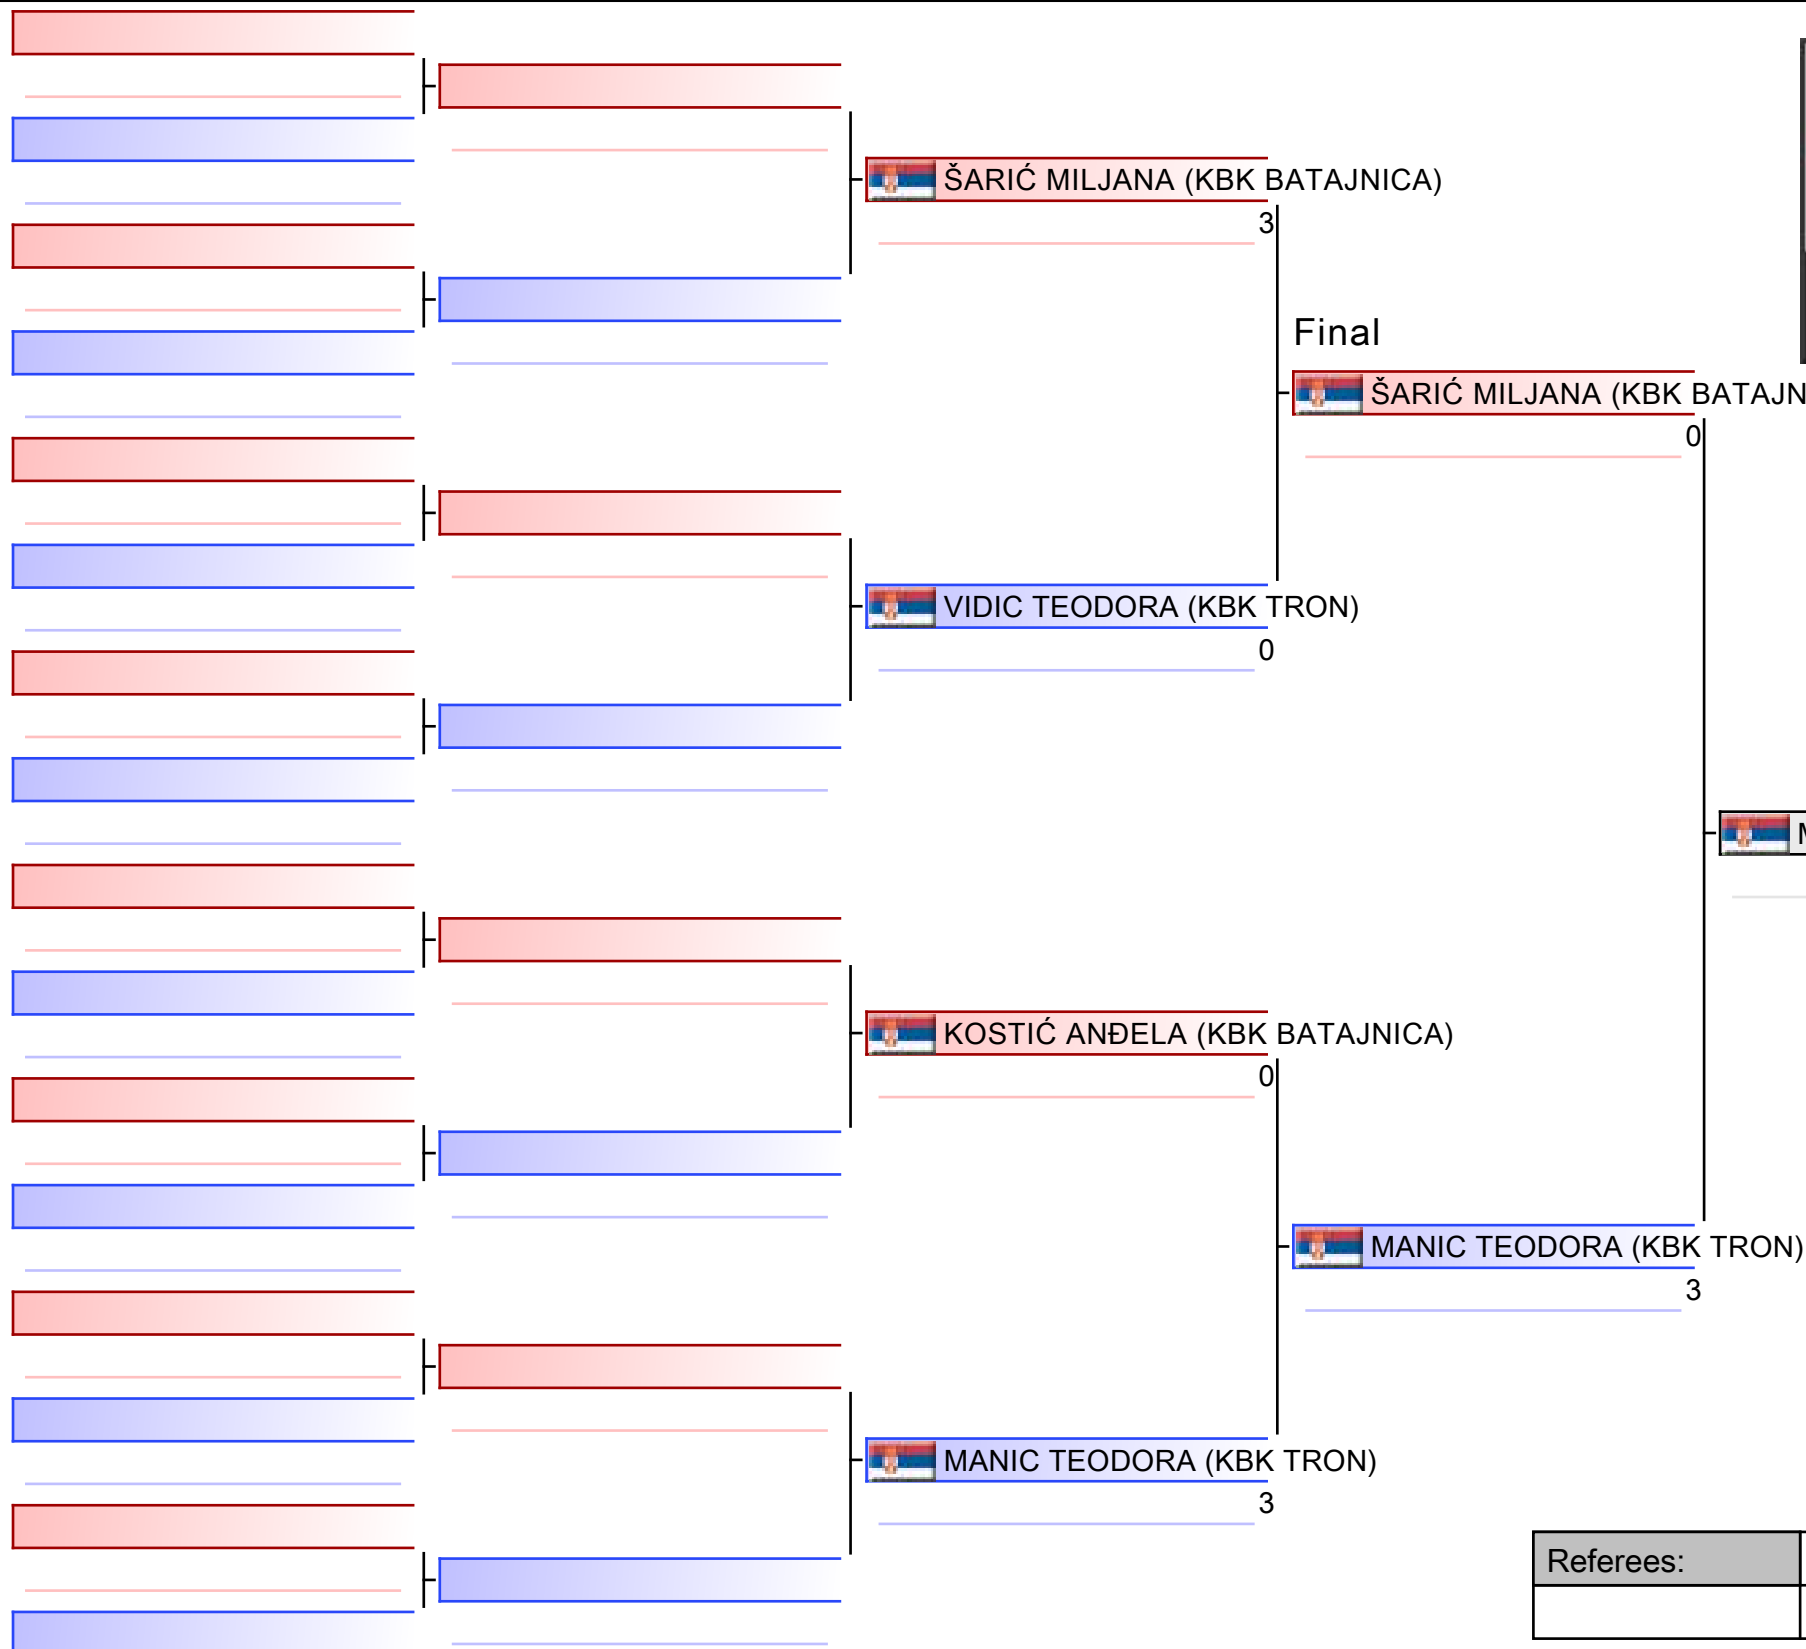 ŠARIĆ MILJANA (KBK BATAJNICA)
3
Final
ŠARIĆ MILJANA (KBK BATAJN
0
VIDIC TEODORA (KBK TRON)
0
M
KOSTIĆ ANĐELA (KBK BATAJNICA)
0
MANIC TEODORA (KBK TRON)
3
MANIC TEODORA (KBK TRON)
3
Referees: